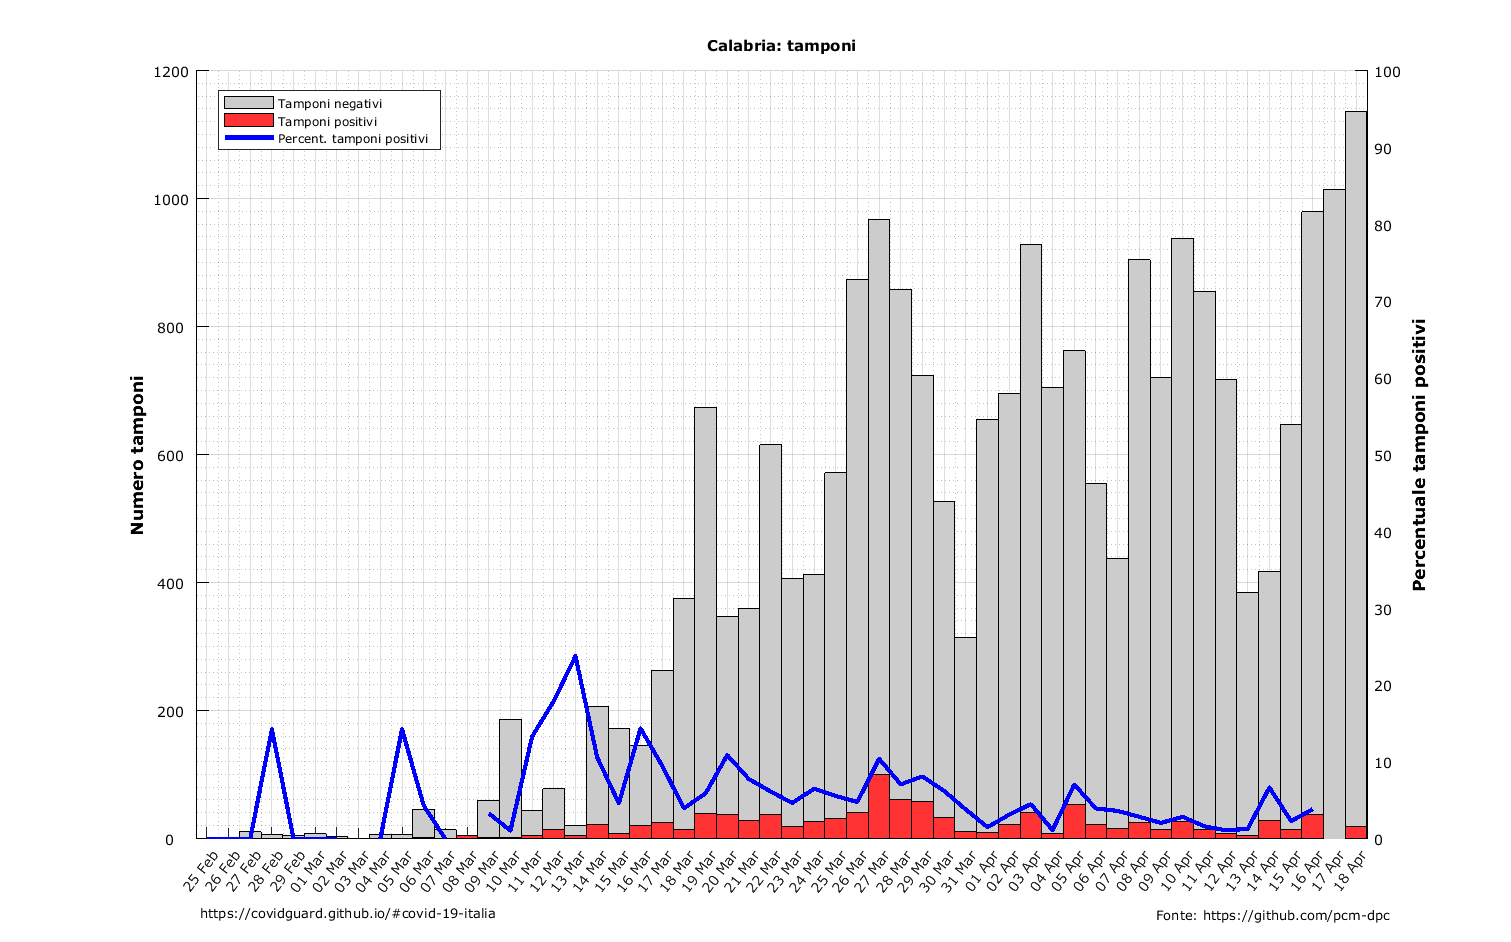 Calabria: tamponi
Tamponi negativi
Tamponi positivi
Percent. tamponi positivi
Numero tamponi
1200
1000
800
600
400
200
0
Percentuale tamponi positivi
100
90
80
70
60
50
40
30
20
10
0
25 Feb
26 Feb
27 Feb
28 Feb
29 Feb
01 Mar
02 Mar
03 Mar
04 Mar
05 Mar
06 Mar
07 Mar
08 Mar
09 Mar
10 Mar
11 Mar
12 Mar
13 Mar
14 Mar
15 Mar
16 Mar
17 Mar
18 Mar
19 Mar
20 Mar
21 Mar
22 Mar
23 Mar
24 Mar
25 Mar
26 Mar
27 Mar
28 Mar
29 Mar
30 Mar
31 Mar
01 Apr
02 Apr
03 Apr
04 Apr
05 Apr
06 Apr
07 Apr
08 Apr
09 Apr
10 Apr
11 Apr
12 Apr
13 Apr
14 Apr
15 Apr
16 Apr
17 Apr
18 Apr
https://covidguard.github.io/#covid-19-italia
Fonte: https://github.com/pcm-dpc